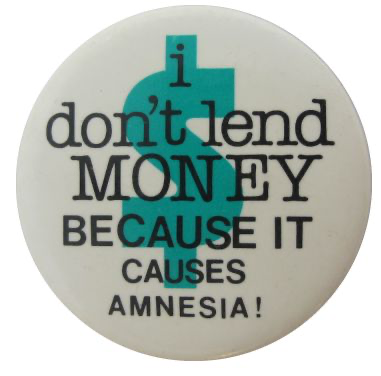 i
don't lend
MONEY
BECAUSE IT
CAUSES
AMNESIA!